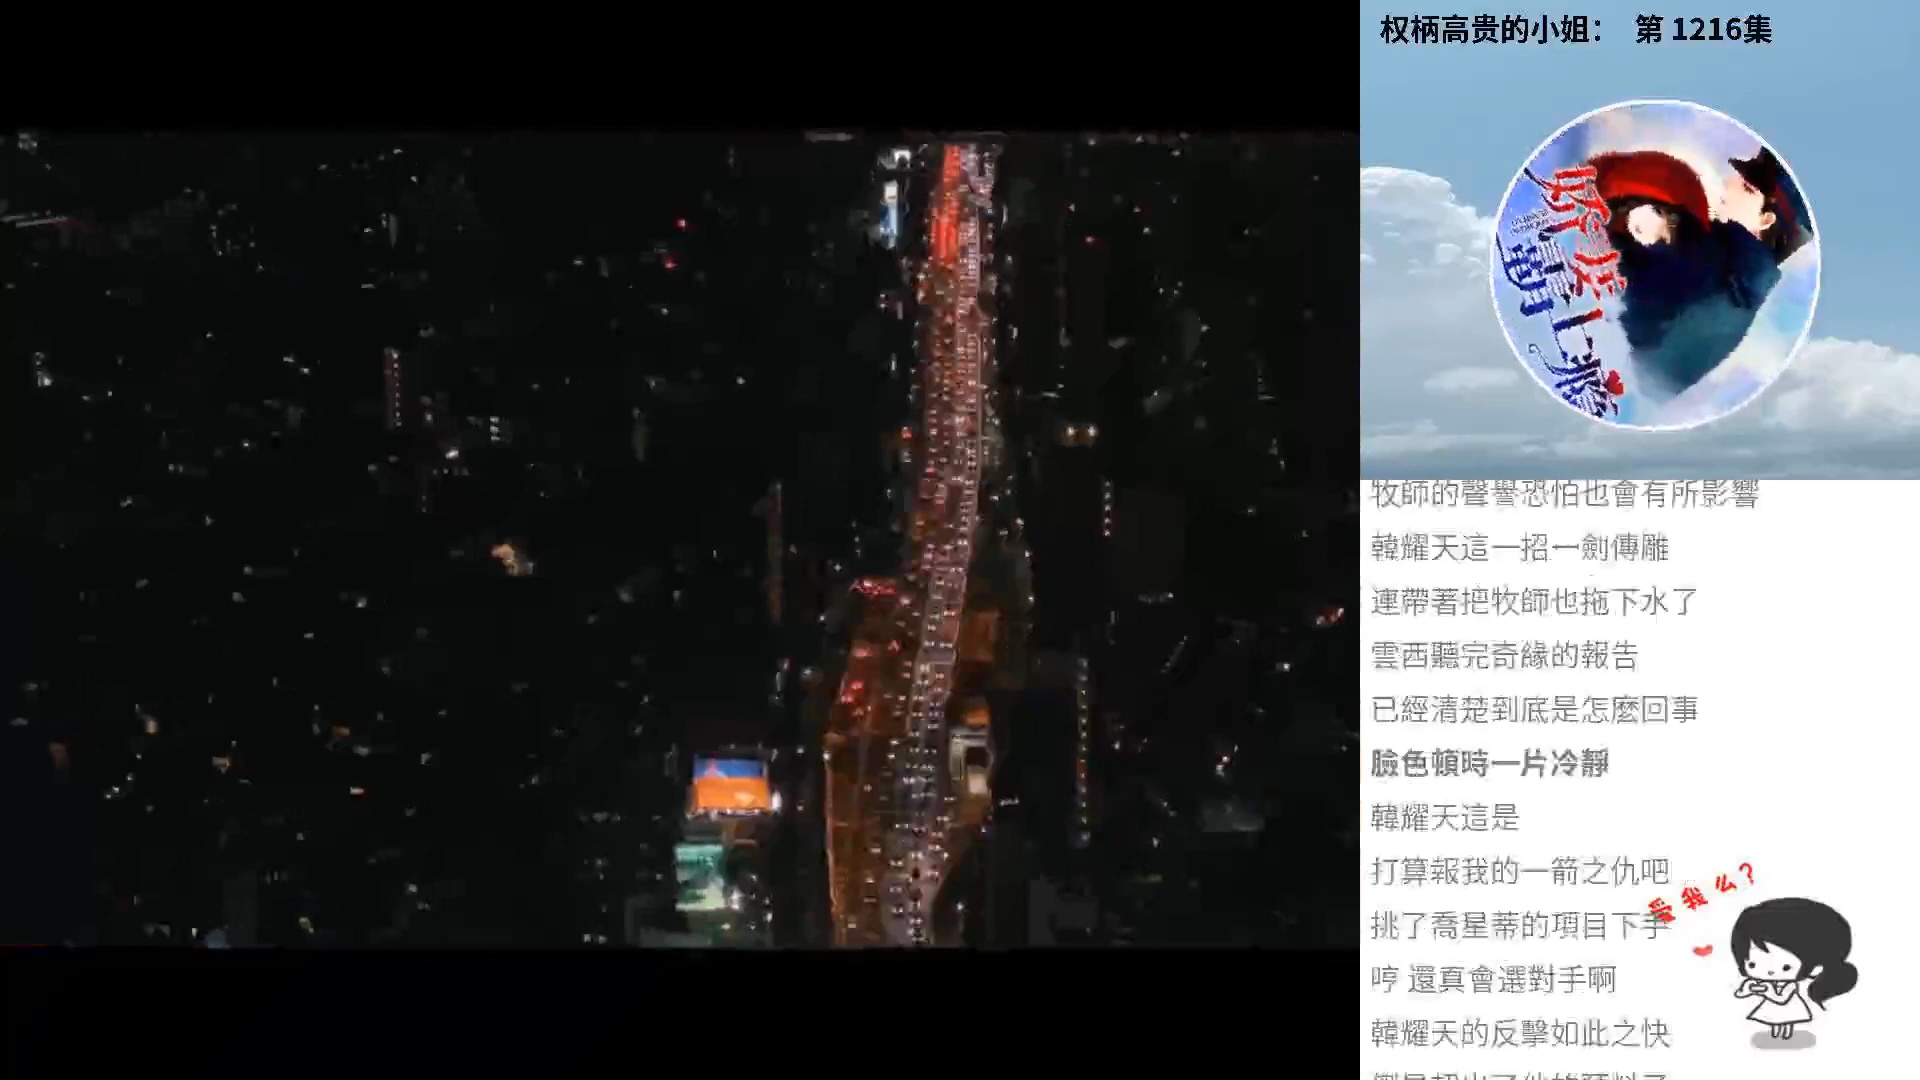 权柄高贵的小姐： 第 1216集
牧師的聲譽恐怕也會有所影響
韓耀天這一招一劍傳雕
連帶著把牧師也拖下水了
雲西聽完奇緣的報告
已經清楚到底是怎麼回事
臉色頓時一片冷靜
韓耀天這是
打算報我的一箭之仇吧
挑了喬星蒂的項目下手
哼 還真會選對手啊
韓耀天的反擊如此之快
爱我么?